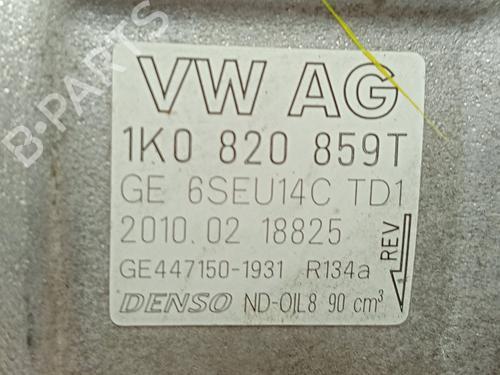 VW AG
1K0 820 859T
GE 6SEU14C TD1
2010.02 18825
REV
GE447150-1931 R134a
DENSO ND-OIL8 90 cm³
B-PARTS